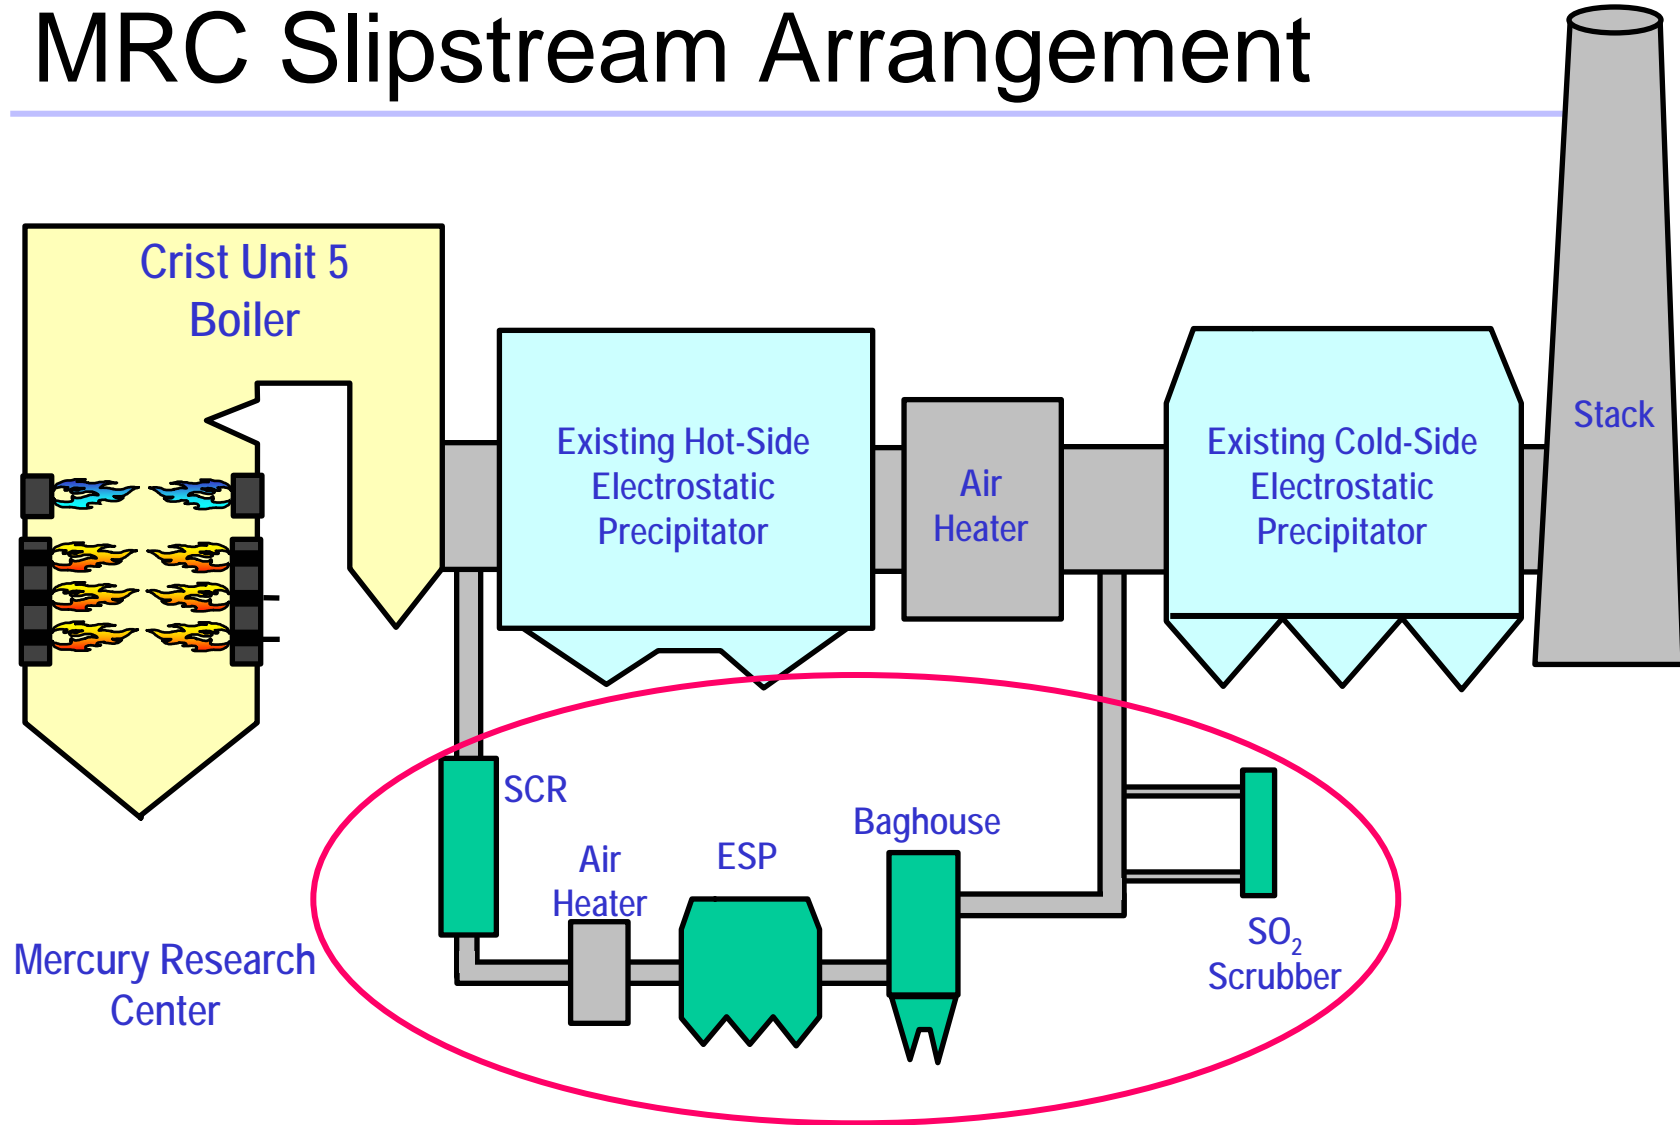 MRC Slipstream Arrangement
Crist Unit 5
Boiler
Existing Hot-Side
Electrostatic
Precipitator
Air
Heater
Existing Cold-Side
Electrostatic
Precipitator
Stack
SCR
Air
Heater
ESP
Baghouse
SO₂
Scrubber
Mercury Research
Center